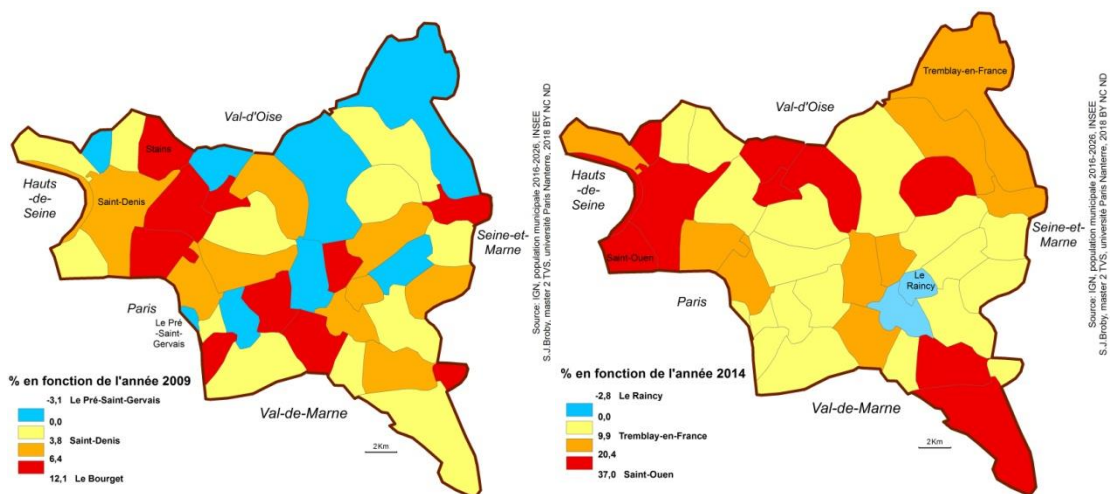 Val-d'Oise
Stains
Hauts
-de-
Seine
Saint-Denis
Seine-et-
Marne
Paris
Le Pré
-Saint-
Gervais
Val-de-Marne
2Km
% en fonction de l'année 2009
-3,1 Le Pré-Saint-Gervais
0,0
3,8 Saint-Denis
6,4
12,1 Le Bourget
Source: IGN, population municipale 2016-2026, INSEE
S.J.Broby, master 2 TVS, université Paris Nanterre, 2018 BY NC ND
Tremblay-en-France
Val-d'Oise
Hauts
-de-
Seine
Saint-Ouen
Seine-et-
Marne
Paris
Le
Raincy
Val-de-Marne
2Km
% en fonction de l'année 2014
-2,8 Le Raincy
0,0
9,9 Tremblay-en-France
20,4
37,0 Saint-Ouen
Source: IGN, population municipale 2016-2026, INSEE
S.J.Broby, master 2 TVS, université Paris Nanterre, 2018 BY NC ND